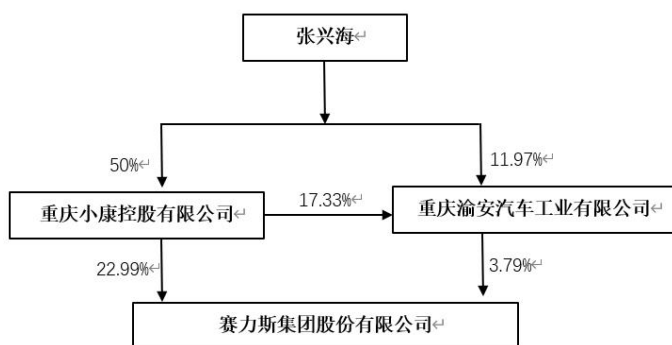 张兴海
50%
11.97%
重庆小康控股有限公司
17.33%
重庆渝安汽车工业有限公司
22.99%
3.79%
赛力斯集团股份有限公司